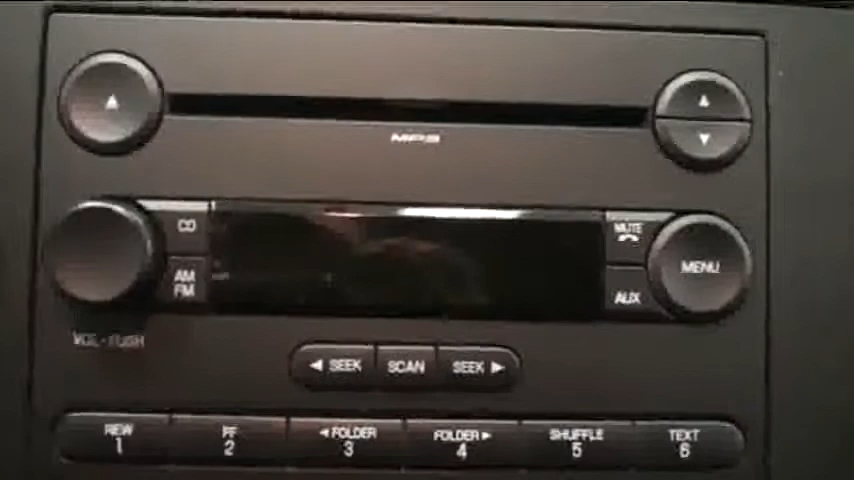 MP3
CD
MUTE
AM
FM
MENU
AUX
VOL - PUSH
◄ SEEK
SCAN
SEEK ►
REW
1
FF
2
◄ FOLDER
3
FOLDER ►
4
SHUFFLE
5
TEXT
6